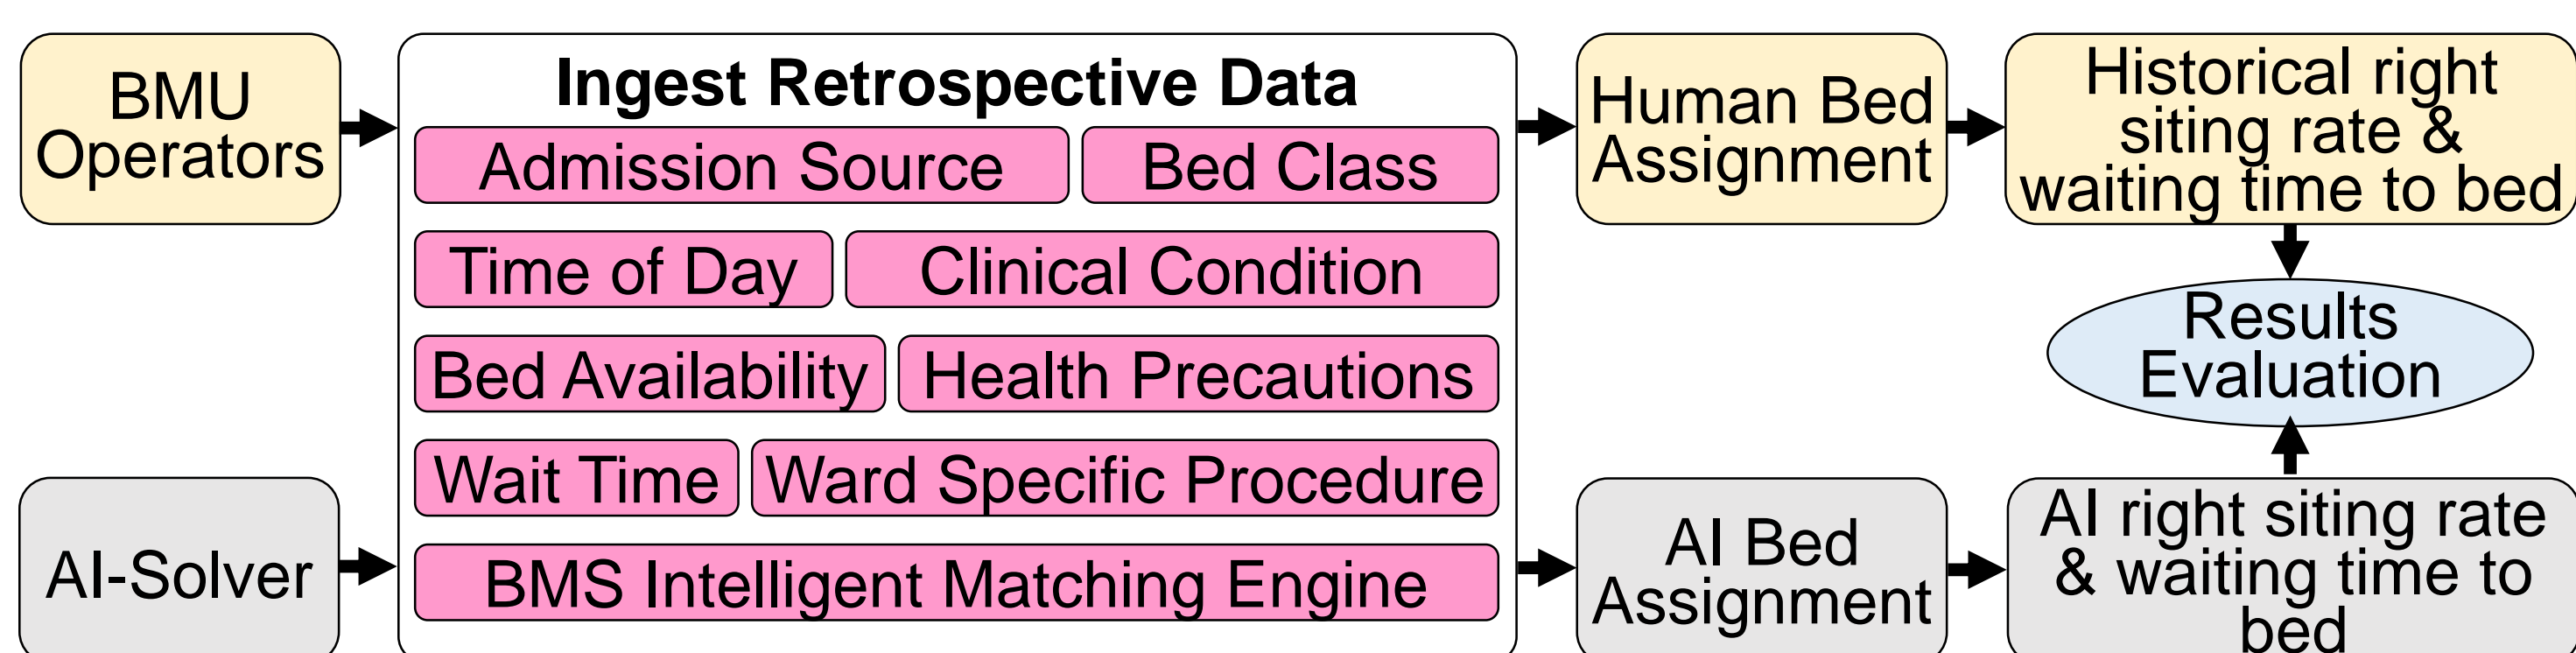 BMU
Operators
AI-Solver
Ingest Retrospective Data
Admission Source
Bed Class
Time of Day
Clinical Condition
Bed Availability
Health Precautions
Wait Time
Ward Specific Procedure
BMS Intelligent Matching Engine
Human Bed
Assignment
AI Bed
Assignment
Historical right
siting rate &
waiting time to bed
Results
Evaluation
AI right siting rate
& waiting time to
bed